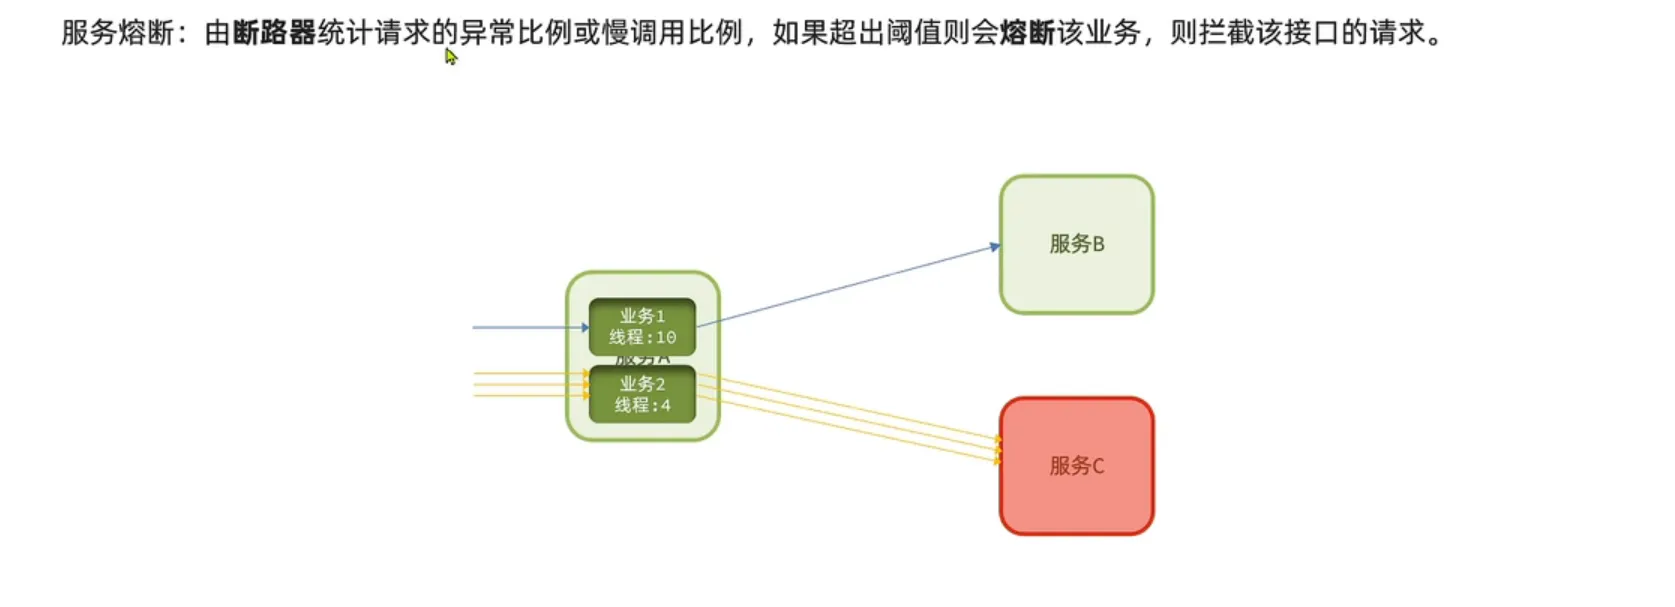 服务熔断：由断路器统计请求的异常比例或慢调用比例，如果超出阈值则会熔断该业务，则拦截该接口的请求。
服务B
业务1
线程:10
服务A
业务2
线程:4
服务C